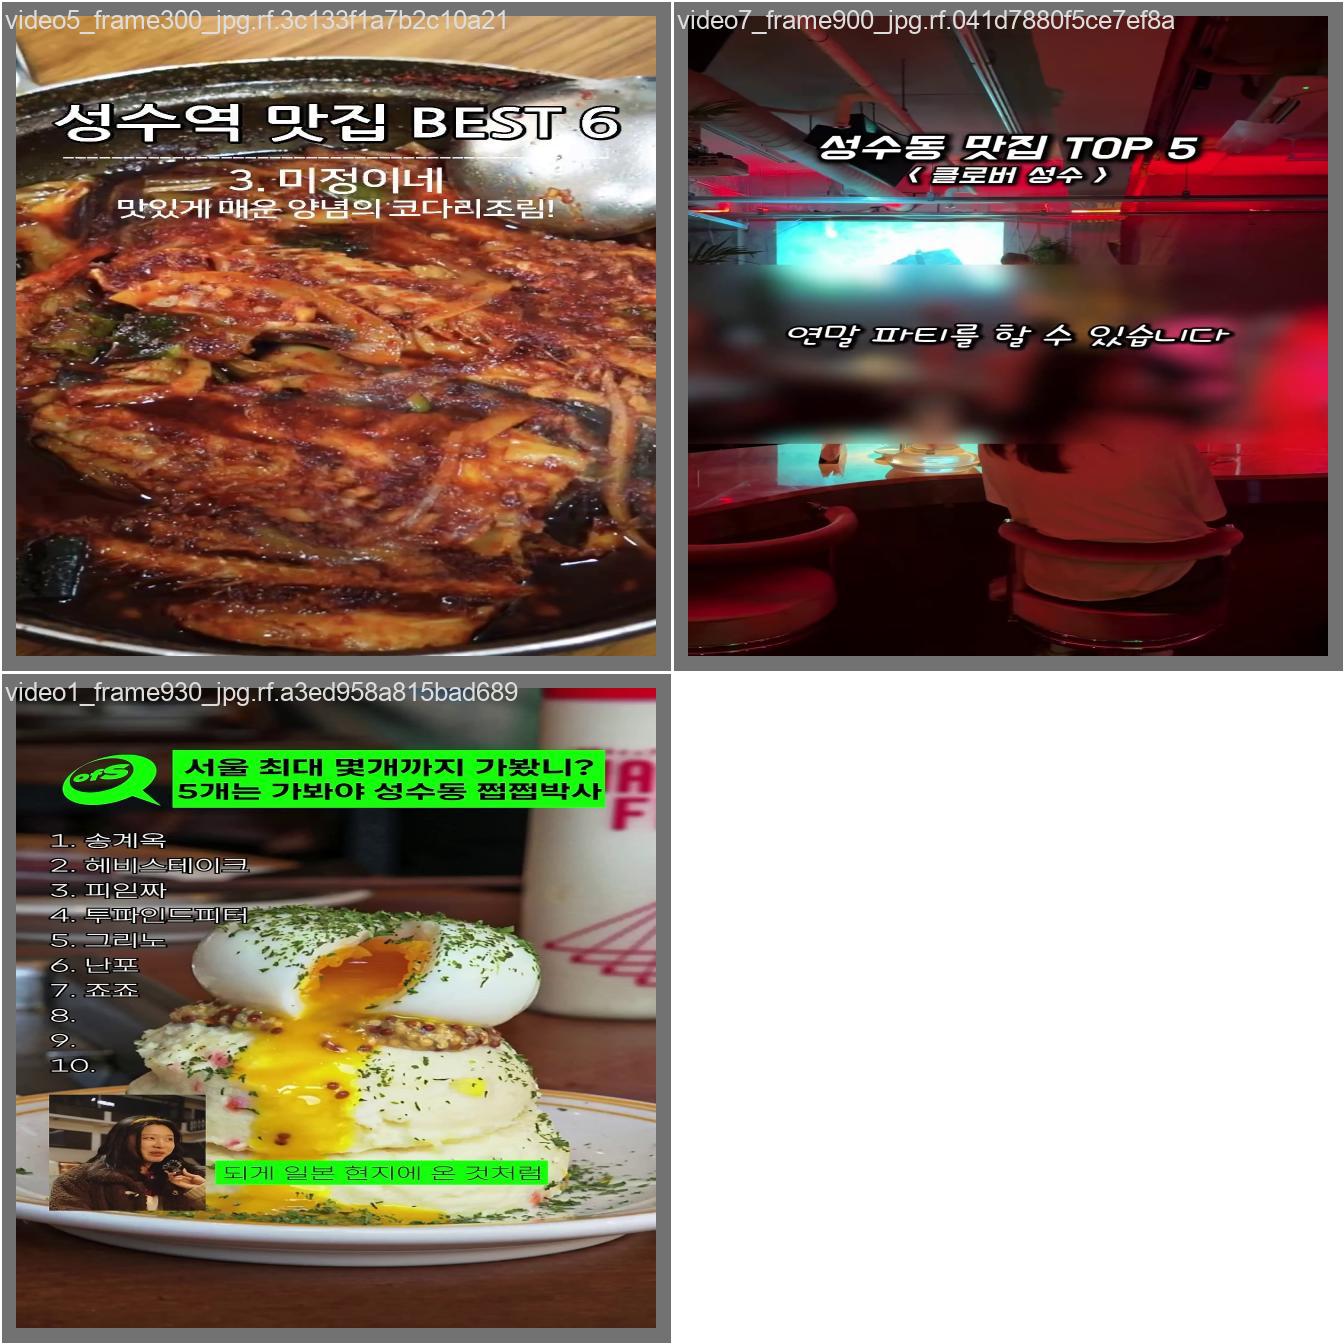 video5_frame300_jpg.rf.3c133f1a7b2c10a21
성수역 맛집 BEST 6
3. 미정이네
맛있게 매운 양념의 코다리조림!
video7_frame900_jpg.rf.041d7880f5ce7ef8a
성수동 맛집 TOP 5
< 클로버 성수 >
연말 파티를 할 수 있습니다
video1_frame930_jpg.rf.a3ed958a815bad689
ofS
서울 최대 몇개까지 가봤니?
5개는 가봐야 성수동 쩝쩝박사
1. 송계옥
2. 헤비스테이크
3. 피읻짜
4. 투파인드피터
5. 그리노
6. 난포
7. 죠죠
8.
9.
10.
되게 일본 현지에 온 것처럼